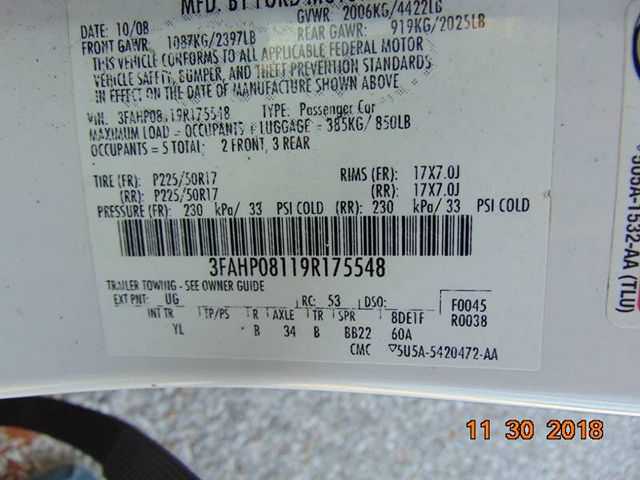 MFD. BY FORD MOTOR
DATE: 10/08 GVWR: 2006KG/4422LB
FRONT GAWR: 1087KG/2397LB REAR GAWR: 919KG/2025LB
THIS VEHICLE CONFORMS TO ALL APPLICABLE FEDERAL MOTOR
VEHICLE SAFETY, BUMPER, AND THEFT PREVENTION STANDARDS
IN EFFECT ON THE DATE OF MANUFACTURE SHOWN ABOVE.
VIN: 3FAHP08119R175548 TYPE: Passenger Car
MAXIMUM LOAD = OCCUPANTS + LUGGAGE = 385KG/850LB
OCCUPANTS = 5 TOTAL: 2 FRONT, 3 REAR
TIRE (FR): P225/50R17 RIMS (FR): 17X7.0J
(RR): P225/50R17 (RR): 17X7.0J
PRESSURE (FR): 230 kPa/ 33 PSI COLD (RR): 230 kPa/ 33 PSI COLD
3FAHP08119R175548
TRAILER TOWING - SEE OWNER GUIDE
EXT PNT: UG RC: 53 DSO: F0045
INT TR TP/PS R AXLE TR SPR 8DE1F R0038
YL B 34 B BB22 60A
CMC ▽5U5A-5420472-AA
-1532-AA (TLU)
11 30 2018